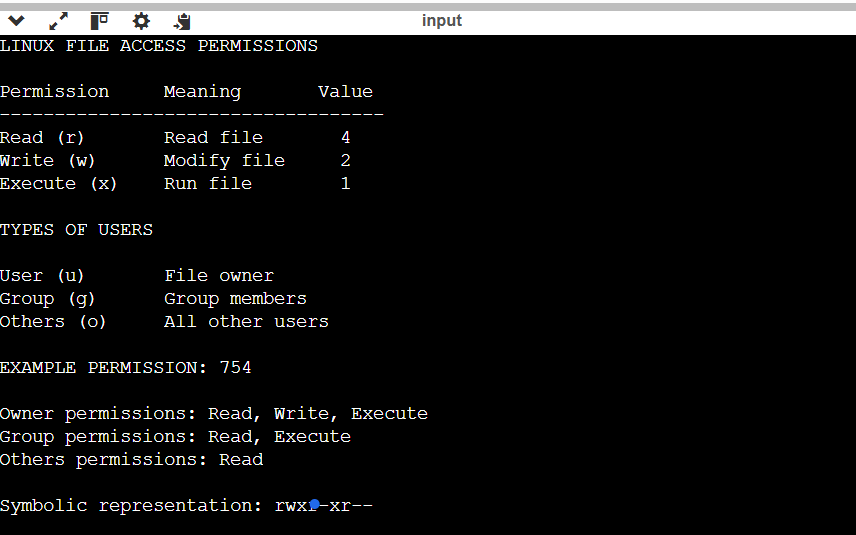 input
LINUX FILE ACCESS PERMISSIONS
Permission Meaning Value
-----------------------------------
Read (r) Read file 4
Write (w) Modify file 2
Execute (x) Run file 1
TYPES OF USERS
User (u) File owner
Group (g) Group members
Others (o) All other users
EXAMPLE PERMISSION: 754
Owner permissions: Read, Write, Execute
Group permissions: Read, Execute
Others permissions: Read
Symbolic representation: rwxr-xr--